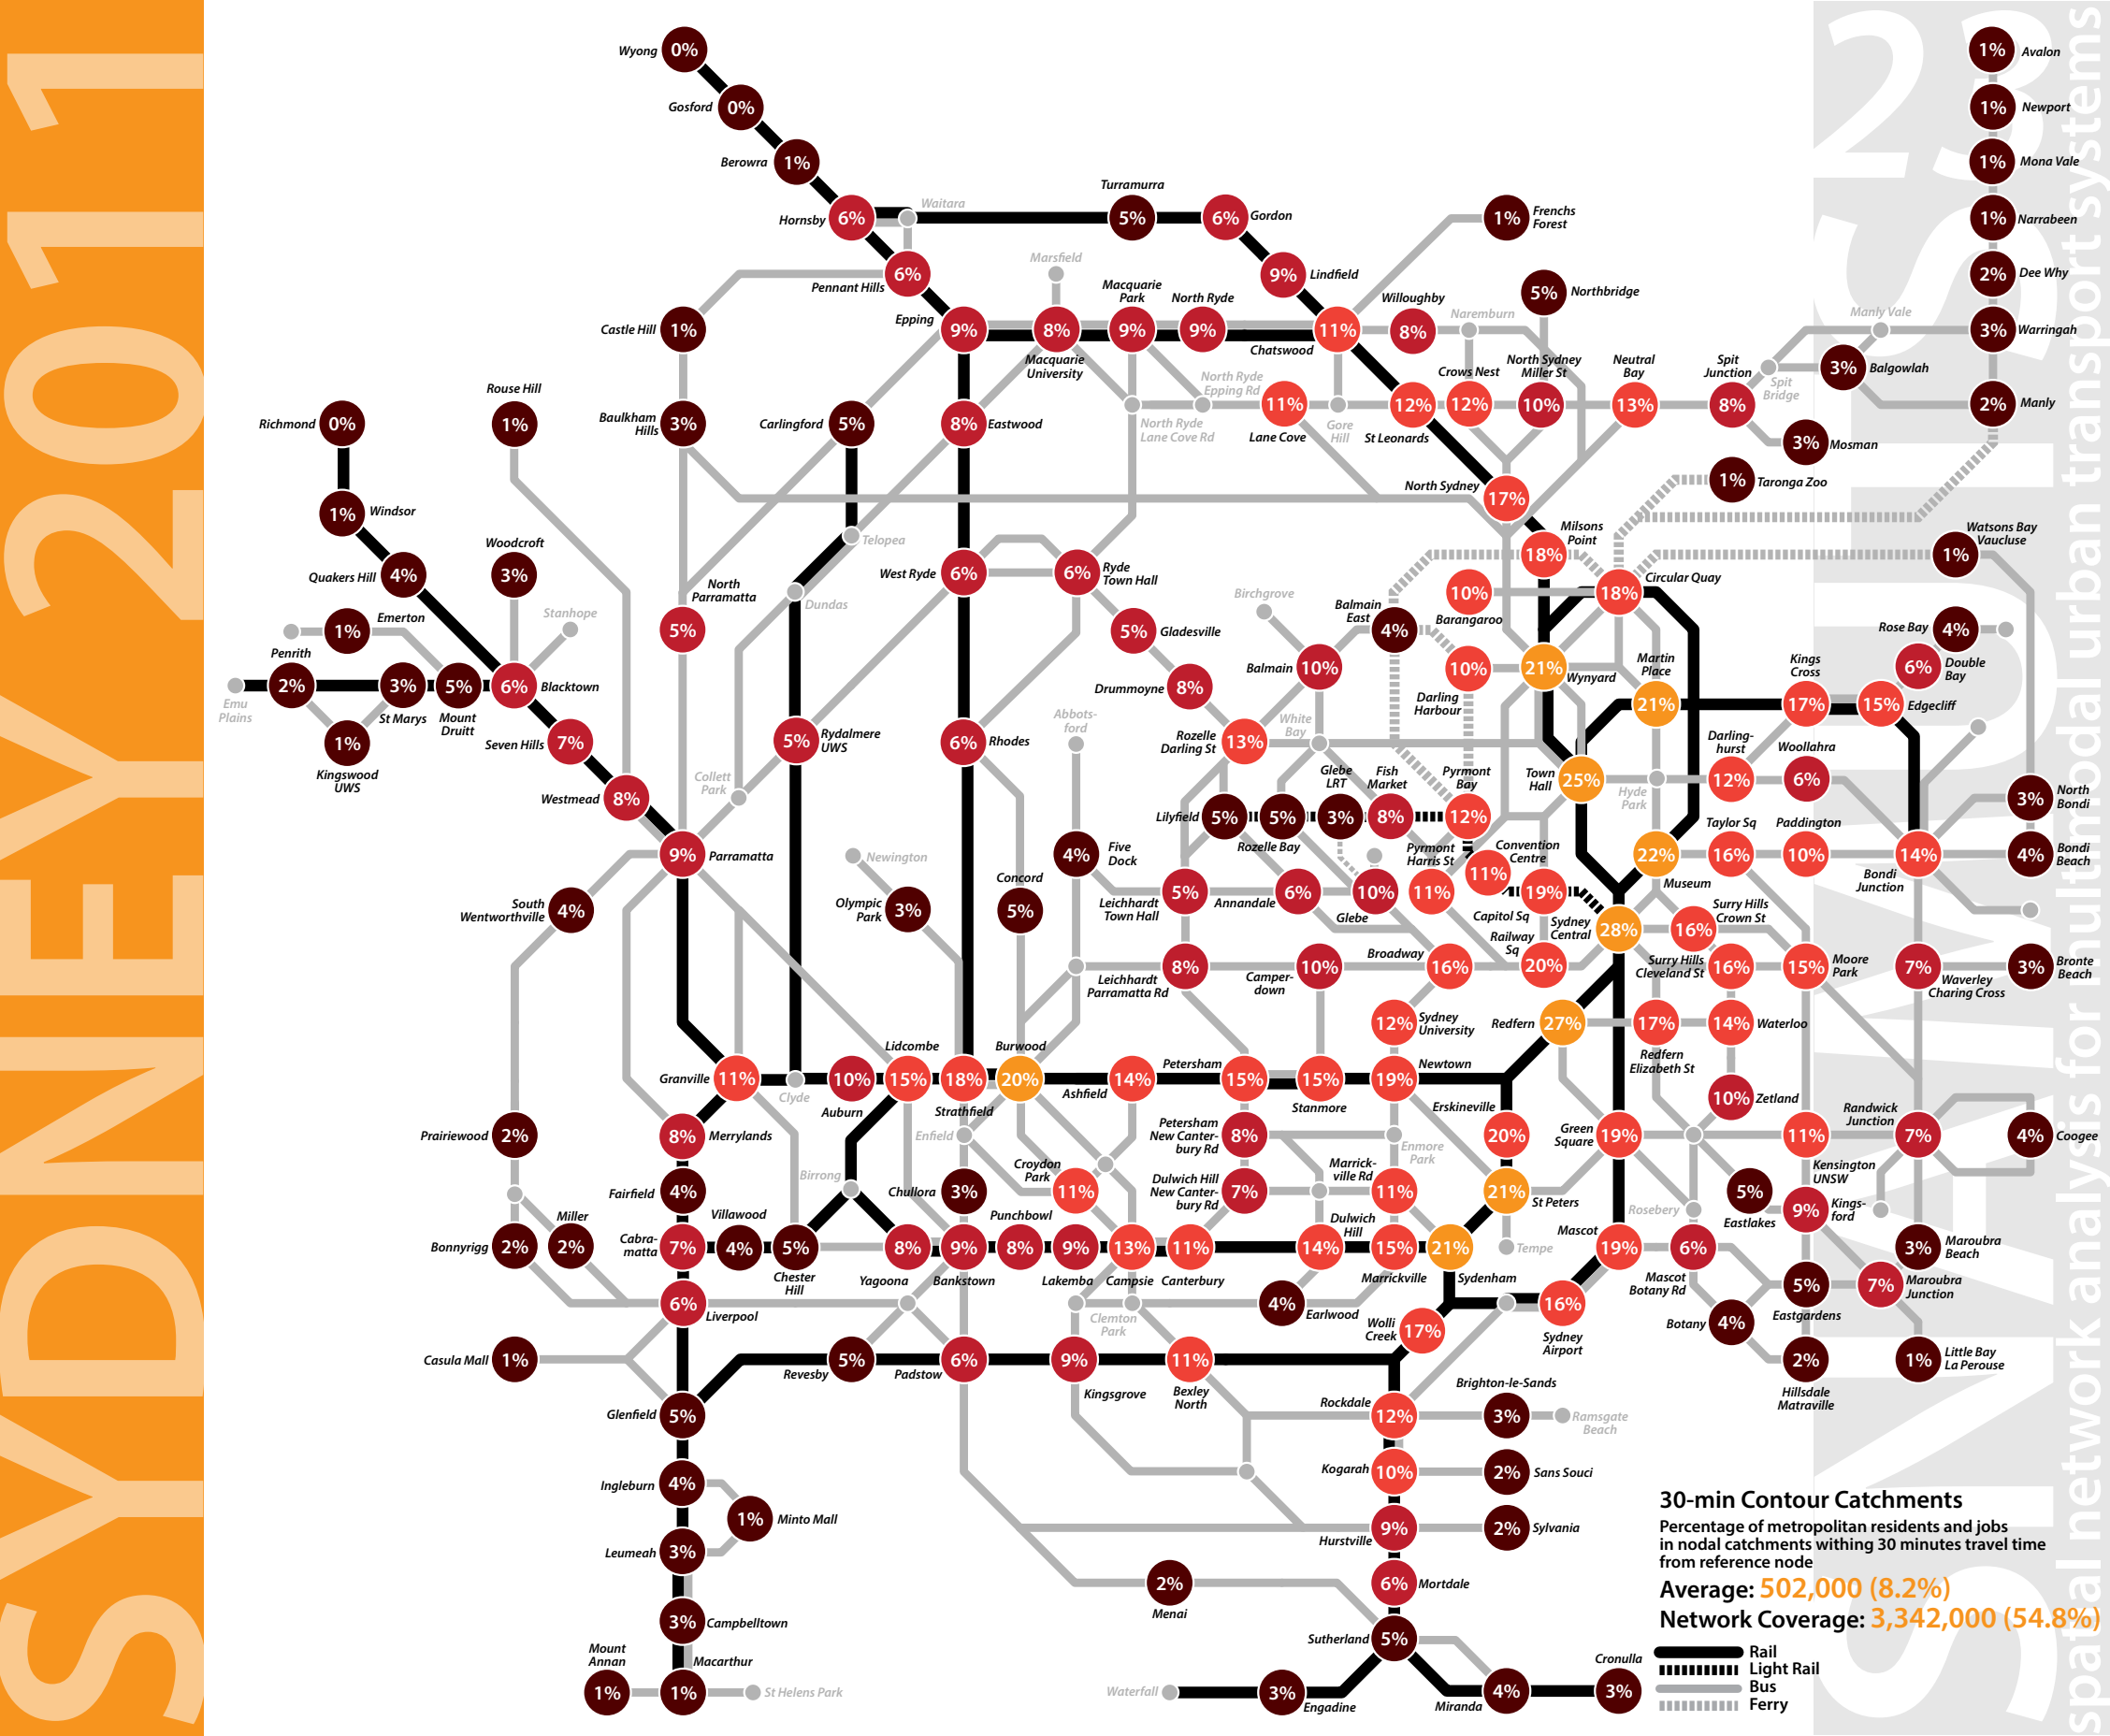 SYDNEY 2011
SNAMUTS 23
spatial network analysis for multimodal urban transport systems
Wyong 0%
Gosford 0%
Berowra 1%
Hornsby 6%
Waitara
Turramurra 5%
6% Gordon
1% Frenchs
Forest
1% Avalon
1% Newport
1% Mona Vale
1% Narrabeen
2% Dee Why
3% Warringah
2% Manly
Pennant Hills 6%
Marsfield
9% Lindfield
5% Northbridge
Castle Hill 1%
Epping 9%
8% Macquarie
University
Macquarie
Park 9%
North Ryde 9%
11% Chatswood
Willoughby 8%
Naremburn
Manly Vale
3% Balgowlah
Spit
Bridge
Richmond 0%
Rouse Hill 1%
Baulkham
Hills 3%
Carlingford 5%
8% Eastwood
North Ryde
Lane Cove Rd
North Ryde
Epping Rd
11% Lane Cove
Gore
Hill
12% St Leonards
Crows Nest 12%
North Sydney
Miller St 10%
Neutral
Bay 13%
Spit
Junction 8%
3% Mosman
1% Windsor
North Sydney 17%
1% Taronga Zoo
Quakers Hill 4%
Woodcroft 3%
Telopea
Dundas
West Ryde 6%
6% Ryde
Town Hall
Milsons
Point 18%
Watsons Bay
Vaucluse 1%
Emerton 1%
Stanhope
North
Parramatta 5%
5% Gladesville
Birchgrove
Balmain
East 4%
10% Barangaroo
18% Circular Quay
Rose Bay 4%
Emu
Plains
Penrith 2%
3% St Marys
5% Mount
Druitt
6% Blacktown
Drummoyne 8%
Balmain 10%
10% Darling
Harbour
21% Wynyard
Martin
Place 21%
Kings
Cross 17%
15% Edgecliff
6% Double
Bay
1% Kingswood
UWS
Seven Hills 7%
5% Rydalmere
UWS
6% Rhodes
Abbots-
ford
Rozelle
Darling St 13%
White
Bay
Westmead 8%
Collett
Park
Town
Hall 25%
Hyde
Park
Darling-
hurst 12%
Woollahra 6%
3% North
Bondi
9% Parramatta
Newington
4% Five
Dock
Lilyfield 5%
5% Rozelle Bay
Glebe
LRT 3%
Fish
Market 8%
Pyrmont
Bay 12%
22% Museum
Taylor Sq 16%
Paddington 10%
14% Bondi
Junction
4% Bondi
Beach
South
Wentworthville 4%
Olympic
Park 3%
Concord 5%
5% Leichhardt
Town Hall
6% Annandale
10% Glebe
Pyrmont
Harris St 11%
Convention
Centre 11%
19% Capitol Sq
Sydney
Central 28%
Surry Hills
Crown St 16%
Leichhardt
Parramatta Rd 8%
Camper-
down 10%
Broadway 16%
Railway
Sq 20%
Surry Hills
Cleveland St 16%
15% Moore
Park
7% Waverley
Charing Cross
3% Bronte
Beach
12% Sydney
University
Redfern 27%
17% Redfern
Elizabeth St
14% Waterloo
Granville 11%
Clyde
10% Auburn
Lidcombe 15%
18% Strathfield
Burwood 20%
14% Ashfield
Petersham 15%
15% Stanmore
19% Newtown
10% Zetland
Prairiewood 2%
8% Merrylands
Enfield
Petersham
New Canter-
bury Rd 8%
Enmore
Park
Erskineville 20%
Green
Square 19%
11% Kensington
UNSW
Randwick
Junction 7%
4% Coogee
Fairfield 4%
Birrong
Chullora 3%
Croydon
Park 11%
Dulwich Hill
New Canter-
bury Rd 7%
Marrick-
ville Rd 11%
21% St Peters
Rosebery
5% Eastlakes
9% Kings-
ford
Bonnyrigg 2%
Miller 2%
Cabra-
matta 7%
Villawood 4%
5% Chester
Hill
8% Yagoona
9% Bankstown
Punchbowl 8%
9% Lakemba
13% Campsie
11% Canterbury
Dulwich
Hill 14%
15% Marrickville
21% Sydenham
Tempe
Mascot 19%
6% Mascot
Botany Rd
3% Maroubra
Beach
6% Liverpool
Clemton
Park
4% Earlwood
Wolli
Creek 17%
16% Sydney
Airport
Botany 4%
5% Eastgardens
7% Maroubra
Junction
Casula Mall 1%
Revesby 5%
Padstow 6%
9% Kingsgrove
11% Bexley
North
2% Hillsdale
Matraville
1% Little Bay
La Perouse
Glenfield 5%
Rockdale 12%
Brighton-le-Sands 3%
Ramsgate
Beach
Ingleburn 4%
1% Minto Mall
Kogarah 10%
2% Sans Souci
Leumeah 3%
9% Hurstville
2% Sylvania
2% Menai
6% Mortdale
3% Campbelltown
Sutherland 5%
Mount
Annan 1%
Macarthur 1%
St Helens Park
Waterfall
3% Engadine
4% Miranda
Cronulla 3%
30-min Contour Catchments
Percentage of metropolitan residents and jobs
in nodal catchments withing 30 minutes travel time
from reference node
Average: 502,000 (8.2%)
Network Coverage: 3,342,000 (54.8%)
Rail
Light Rail
Bus
Ferry